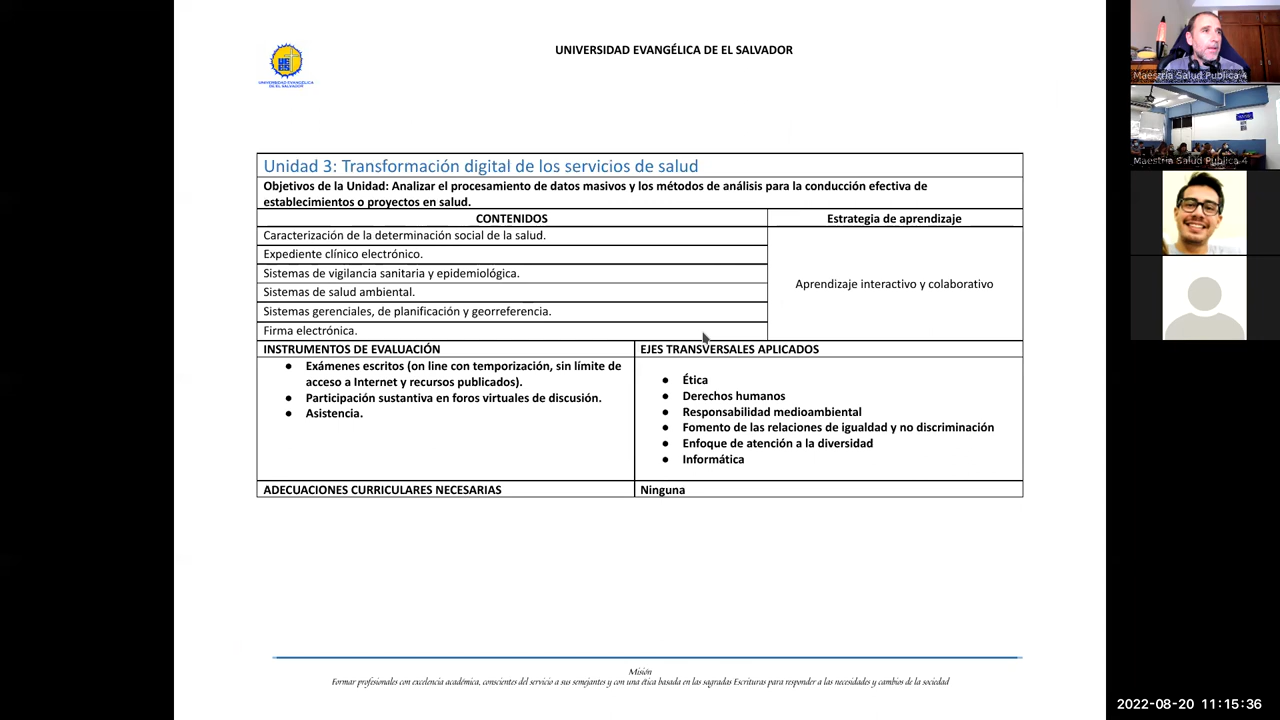 UNIVERSIDAD EVANGÉLICA DE EL SALVADOR
UEES
UNIVERSIDAD EVANGÉLICA
DE EL SALVADOR
Unidad 3: Transformación digital de los servicios de salud
Objetivos de la Unidad: Analizar el procesamiento de datos masivos y los métodos de análisis para la conducción efectiva de
establecimientos o proyectos en salud.
CONTENIDOS
Estrategia de aprendizaje
Caracterización de la determinación social de la salud.
Expediente clínico electrónico.
Sistemas de vigilancia sanitaria y epidemiológica.
Sistemas de salud ambiental.
Sistemas gerenciales, de planificación y georreferencia.
Firma electrónica.
Aprendizaje interactivo y colaborativo
INSTRUMENTOS DE EVALUACIÓN
● Exámenes escritos (on line con temporización, sin límite de
acceso a Internet y recursos publicados).
● Participación sustantiva en foros virtuales de discusión.
● Asistencia.
EJES TRANSVERSALES APLICADOS
● Ética
● Derechos humanos
● Responsabilidad medioambiental
● Fomento de las relaciones de igualdad y no discriminación
● Enfoque de atención a la diversidad
● Informática
ADECUACIONES CURRICULARES NECESARIAS
Ninguna
Misión
Formar profesionales con excelencia académica, conscientes del servicio a sus semejantes y con una ética basada en las sagradas Escrituras para responder a las necesidades y cambios de la sociedad
Maestría Salud Publica 4
Maestría Salud Publica 4
2022-08-20 11:15:36